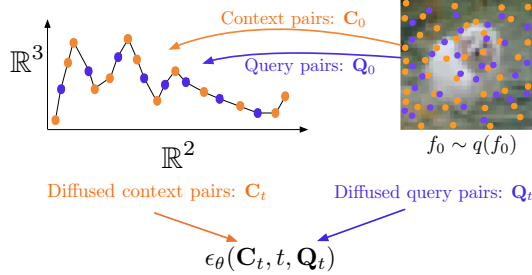 Context pairs: C₀
ℝ³
Query pairs: Q₀
ℝ²
f₀ ∼ q(f₀)
Diffused context pairs: Cₜ
Diffused query pairs: Qₜ
ϵ_θ(Cₜ, t, Qₜ)